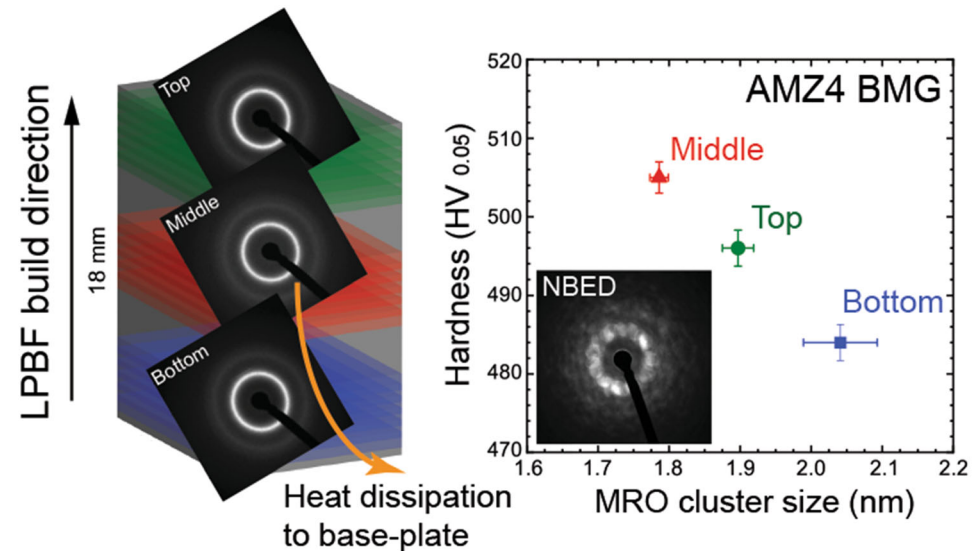 LPBF build direction
18 mm
Top
Middle
Bottom
Heat dissipation
to base-plate
Hardness (HV 0.05)
520
510
500
490
480
470
AMZ4 BMG
Middle
Top
Bottom
NBED
1.6 1.7 1.8 1.9 2.0 2.1 2.2
MRO cluster size (nm)